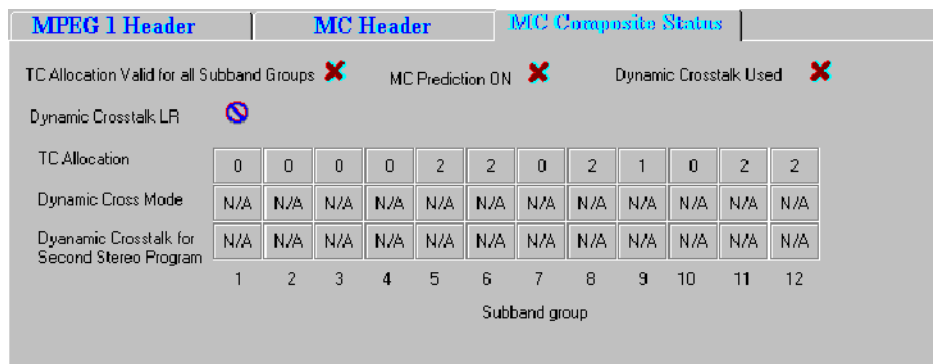 MPEG 1 Header MC Header MC Composite Status
TC Allocation Valid for all Subband Groups MC Prediction ON Dynamic Crosstalk Used
Dynamic Crosstalk LR
TC Allocation 0 0 0 0 2 2 0 2 1 0 2 2
Dynamic Cross Mode N/A N/A N/A N/A N/A N/A N/A N/A N/A N/A N/A N/A
Dyanamic Crosstalk for
Second Stereo Program N/A N/A N/A N/A N/A N/A N/A N/A N/A N/A N/A N/A
1 2 3 4 5 6 7 8 9 10 11 12
Subband group